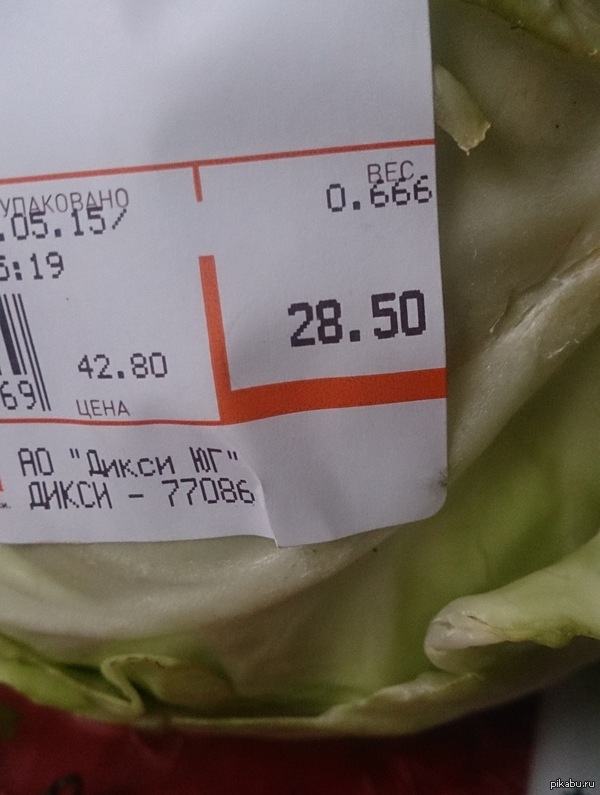 УПАКОВАНО ВЕС
.05.15/ 0.666
:19
28.50
42.80
69 ЦЕНА
АО "Дикси ЮГ"
ДИКСИ - 77086
pikabu.ru